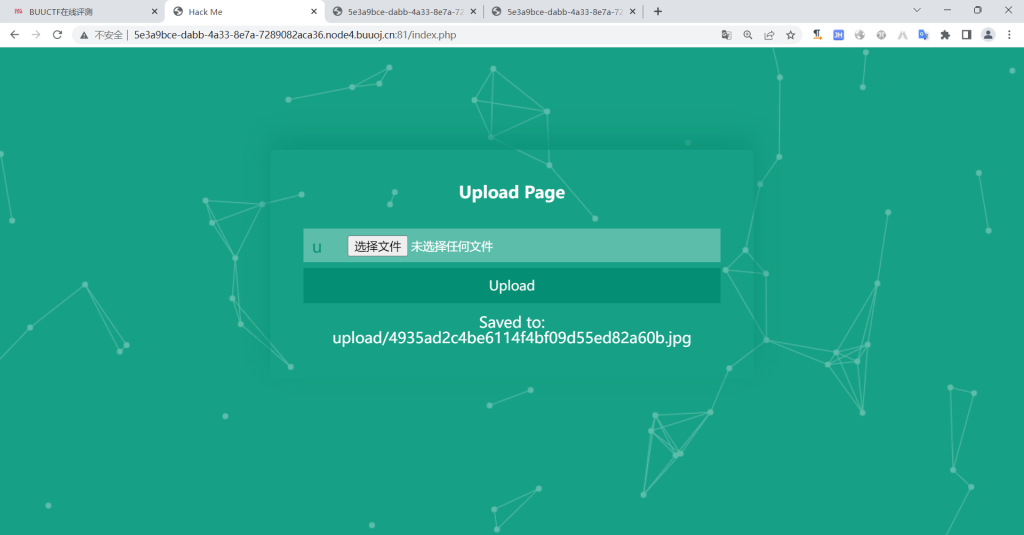 BUUCTF在线评测
Hack Me
5e3a9bce-dabb-4a33-8e7a-72
5e3a9bce-dabb-4a33-8e7a-72
不安全 | 5e3a9bce-dabb-4a33-8e7a-7289082aca36.node4.buuoj.cn:81/index.php
Upload Page
u 选择文件 未选择任何文件
Upload
Saved to:
upload/4935ad2c4be6114f4bf09d55ed82a60b.jpg